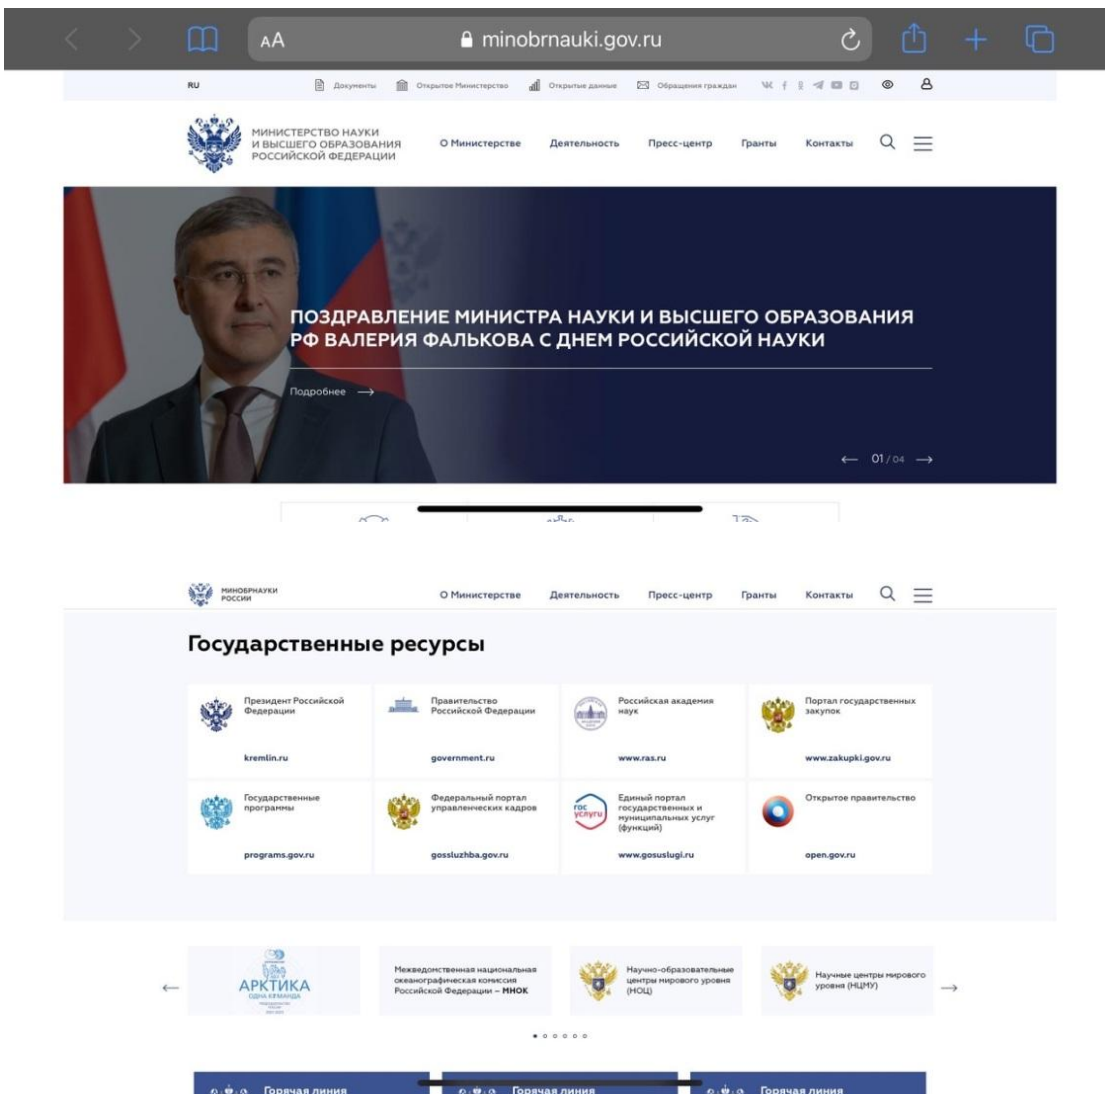 AA
minobrnauki.gov.ru
RU
Документы
Открытое Министерство
Открытые данные
Обращения граждан
МИНИСТЕРСТВО НАУКИ
И ВЫСШЕГО ОБРАЗОВАНИЯ
РОССИЙСКОЙ ФЕДЕРАЦИИ
О Министерстве
Деятельность
Пресс-центр
Гранты
Контакты
ПОЗДРАВЛЕНИЕ МИНИСТРА НАУКИ И ВЫСШЕГО ОБРАЗОВАНИЯ
РФ ВАЛЕРИЯ ФАЛЬКОВА С ДНЕМ РОССИЙСКОЙ НАУКИ
Подробнее
01 / 04
МИНОБРНАУКИ
РОССИИ
О Министерстве
Деятельность
Пресс-центр
Гранты
Контакты
Государственные ресурсы
Президент Российской
Федерации
kremlin.ru
Правительство
Российской Федерации
government.ru
Российская академия
наук
www.ras.ru
Портал государственных
закупок
www.zakupki.gov.ru
Государственные
программы
programs.gov.ru
Федеральный портал
управленческих кадров
gossluzhba.gov.ru
гос
услуги
Единый портал
государственных и
муниципальных услуг
(функций)
www.gosuslugi.ru
Открытое правительство
open.gov.ru
АРКТИКА
ОДНА КОМАНДА
Межведомственная национальная
океанографическая комиссия
Российской Федерации – МНОК
Научно-образовательные
центры мирового уровня
(НОЦ)
Научные центры мирового
уровня (НЦМУ)
Горячая линия
Горячая линия
Горячая линия